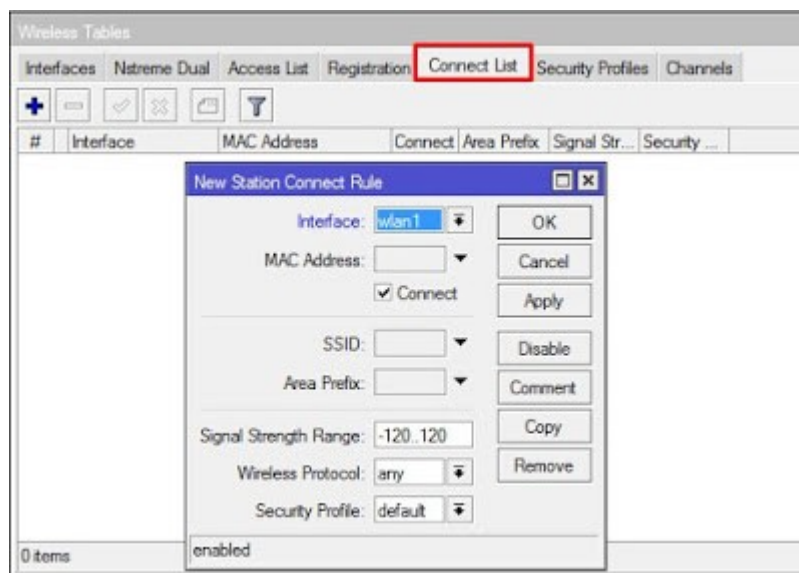 Wireless Tables
Interfaces Nstreme Dual Access List Registration Connect List Security Profiles Channels
# Interface MAC Address Connect Area Prefix Signal Str... Security ...
New Station Connect Rule
Interface: wlan1 OK
MAC Address: Cancel
Connect Apply
SSID: Disable
Area Prefix: Comment
Signal Strength Range: -120..120 Copy
Wireless Protocol: any Remove
Security Profile: default
enabled
0 items